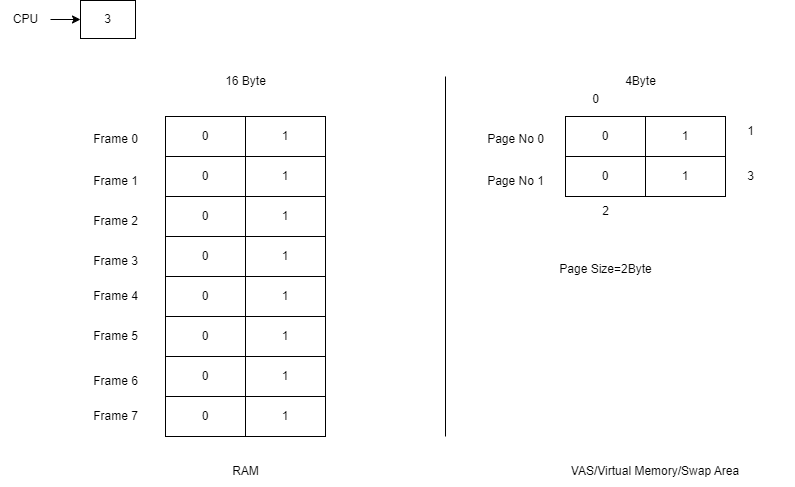 CPU 3
16 Byte 4Byte
0
Frame 0 0 1 Page No 0 0 1 1
Frame 1 0 1 Page No 1 0 1 3
Frame 2 0 1 2
Frame 3 0 1
Page Size=2Byte
Frame 4 0 1
Frame 5 0 1
Frame 6 0 1
Frame 7 0 1
RAM VAS/Virtual Memory/Swap Area